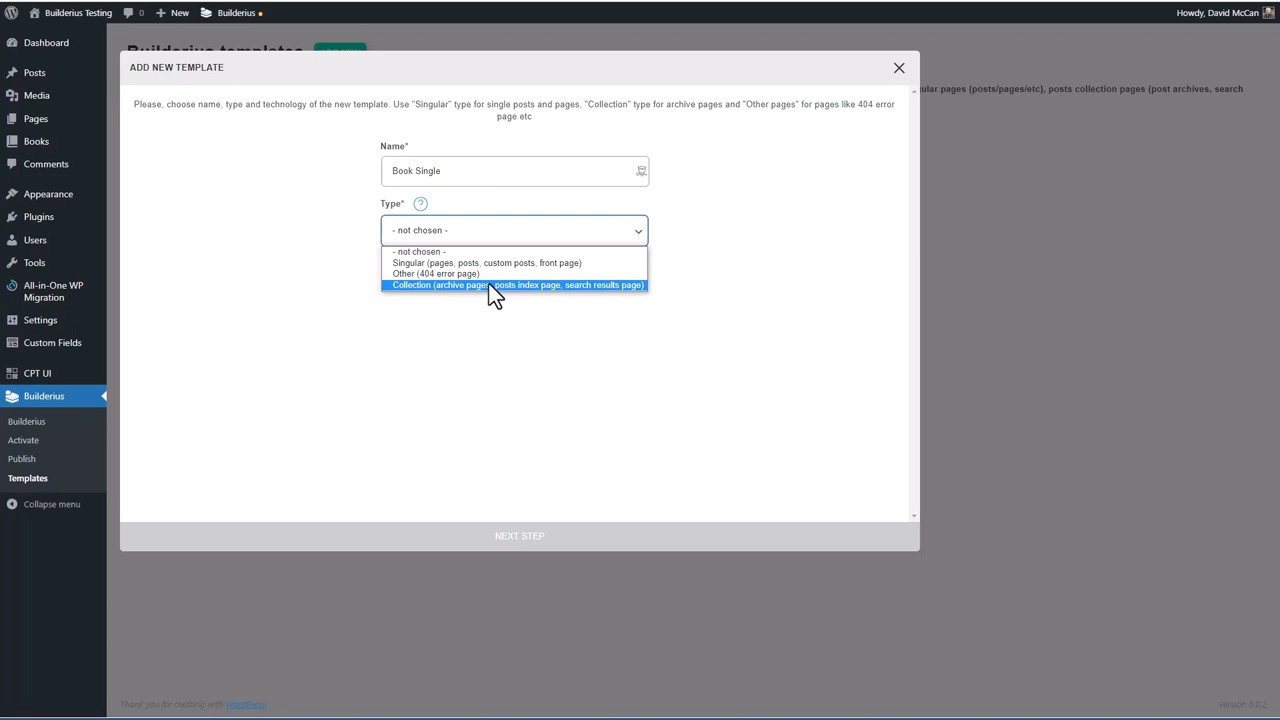 Builderius Testing
0
New
Builderius
Howdy, David McCan
Dashboard
Posts
Media
Pages
Books
Comments
Appearance
Plugins
Users
Tools
All-in-One WP
Migration
Settings
Custom Fields
CPT UI
Builderius
Builderius
Activate
Publish
Templates
Collapse menu
Builderius templates
ular pages (posts/pages/etc), posts collection pages (post archives, search
ADD NEW TEMPLATE
Please, choose name, type and technology of the new template. Use "Singular" type for single posts and pages, "Collection" type for archive pages and "Other pages" for pages like 404 error
page etc
Name*
Book Single
Type* ?
- not chosen -
- not chosen -
Singular (pages, posts, custom posts, front page)
Other (404 error page)
Collection (archive pages, posts index page, search results page)
NEXT STEP
Thank you for creating with WordPress.
Version 6.0.2